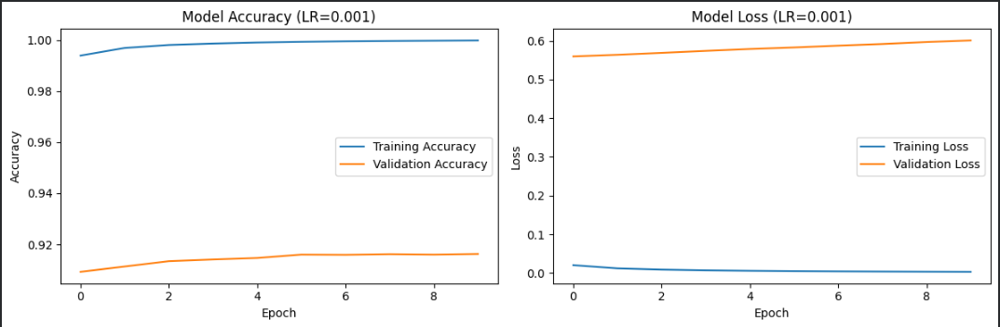 Model Accuracy (LR=0.001)
1.00
0.98
0.96
0.94
0.92
Accuracy
Training Accuracy
Validation Accuracy
0 2 4 6 8
Epoch
Model Loss (LR=0.001)
0.6
0.5
0.4
0.3
0.2
0.1
0.0
Loss
Training Loss
Validation Loss
0 2 4 6 8
Epoch